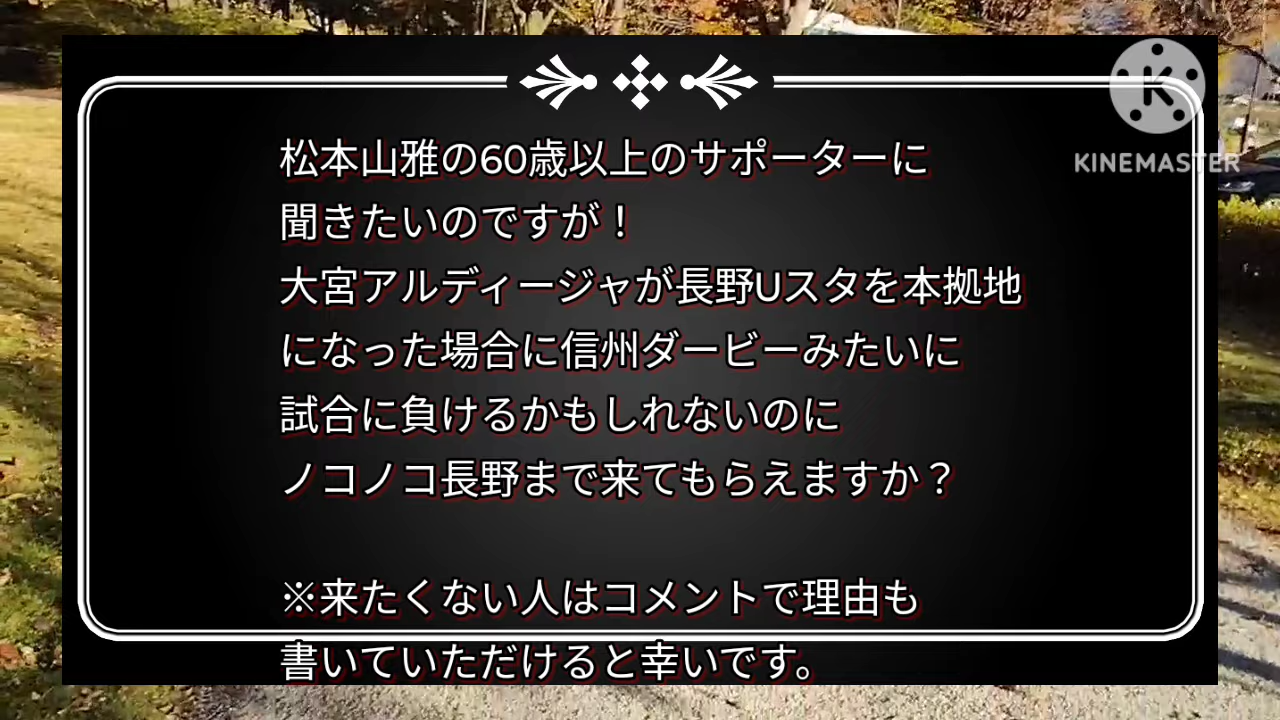 松本山雅の60歳以上のサポーターに
聞きたいのですが！
大宮アルディージャが長野Uスタを本拠地
になった場合に信州ダービーみたいに
試合に負けるかもしれないのに
ノコノコ長野まで来てもらえますか？
※来たくない人はコメントで理由も
書いていただけると幸いです。
K
KINEMASTER